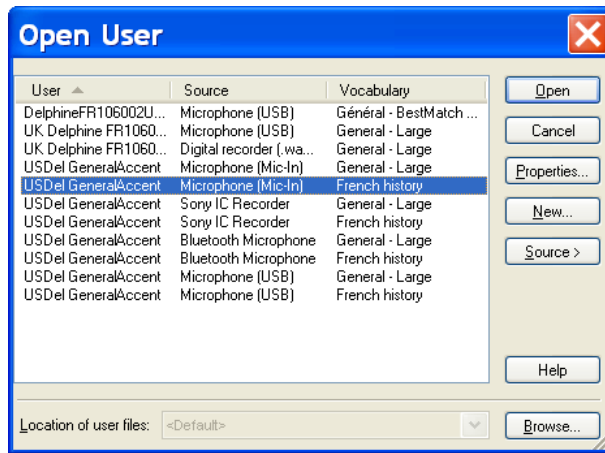 Open User
User Source Vocabulary
DelphineFR106002U... Microphone (USB) Général - BestMatch ...
UK Delphine FR1060... Microphone (USB) General - Large
UK Delphine FR1060... Digital recorder (.wa... General - Large
USDel GeneralAccent Microphone (Mic-In) General - Large
USDel GeneralAccent Microphone (Mic-In) French history
USDel GeneralAccent Sony IC Recorder General - Large
USDel GeneralAccent Sony IC Recorder French history
USDel GeneralAccent Bluetooth Microphone General - Large
USDel GeneralAccent Bluetooth Microphone French history
USDel GeneralAccent Microphone (USB) General - Large
USDel GeneralAccent Microphone (USB) French history
Open
Cancel
Properties...
New...
Source >
Help
Location of user files: <Default> Browse...